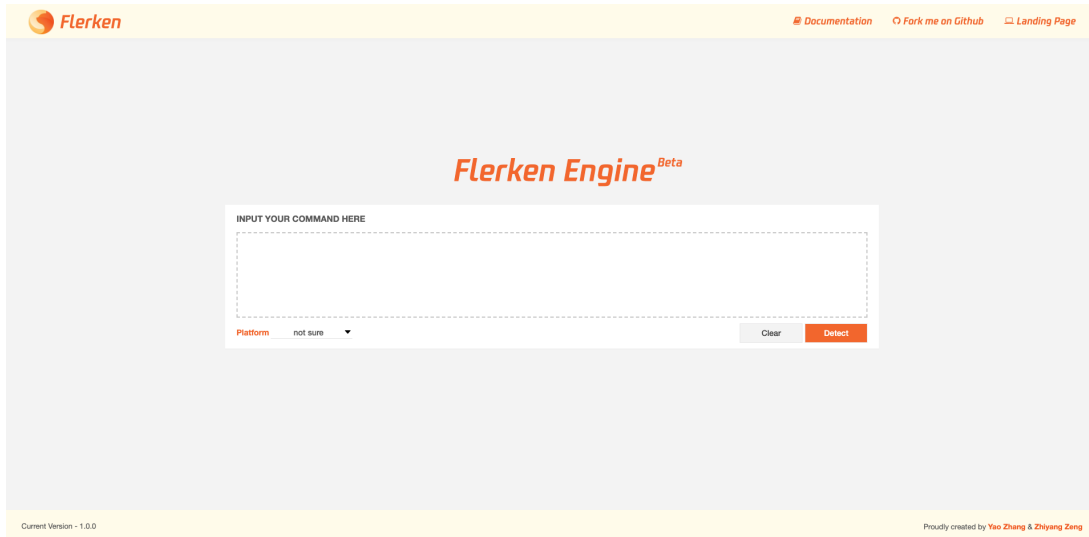 Flerken
Documentation
Fork me on Github
Landing Page
Flerken Engine Beta
INPUT YOUR COMMAND HERE
Platform not sure
Clear
Detect
Current Version - 1.0.0
Proudly created by Yao Zhang & Zhiyang Zeng